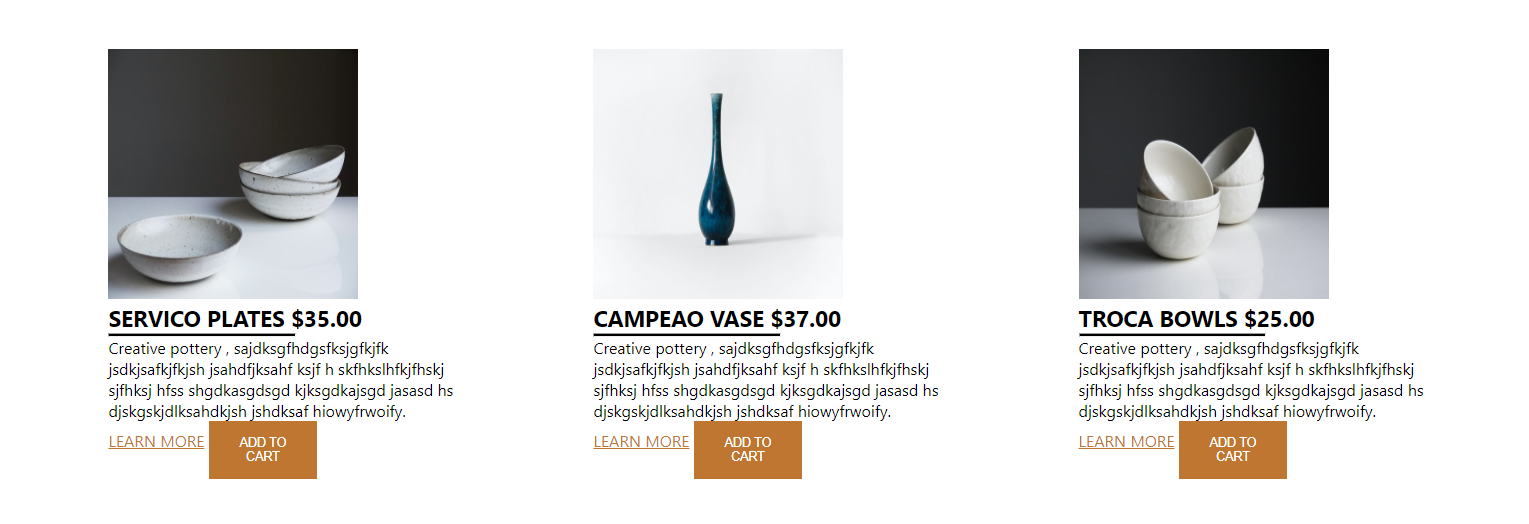 SERVICO PLATES $35.00
Creative pottery , sajdksgfhdgsfksjgfkjfk
jsdkjsafkjfkjsh jsahdfjksahf ksjf h skfhkslhfkjfhskj
sjfhksj hfss shgdkasgdsgd kjksgdkajsgd jasasd hs
djskgskjdlksahdkjsh jshdksaf hiowyfrwoify.
LEARN MORE
ADD TO
CART
CAMPEAO VASE $37.00
Creative pottery , sajdksgfhdgsfksjgfkjfk
jsdkjsafkjfkjsh jsahdfjksahf ksjf h skfhkslhfkjfhskj
sjfhksj hfss shgdkasgdsgd kjksgdkajsgd jasasd hs
djskgskjdlksahdkjsh jshdksaf hiowyfrwoify.
LEARN MORE
ADD TO
CART
TROCA BOWLS $25.00
Creative pottery , sajdksgfhdgsfksjgfkjfk
jsdkjsafkjfkjsh jsahdfjksahf ksjf h skfhkslhfkjfhskj
sjfhksj hfss shgdkasgdsgd kjksgdkajsgd jasasd hs
djskgskjdlksahdkjsh jshdksaf hiowyfrwoify.
LEARN MORE
ADD TO
CART